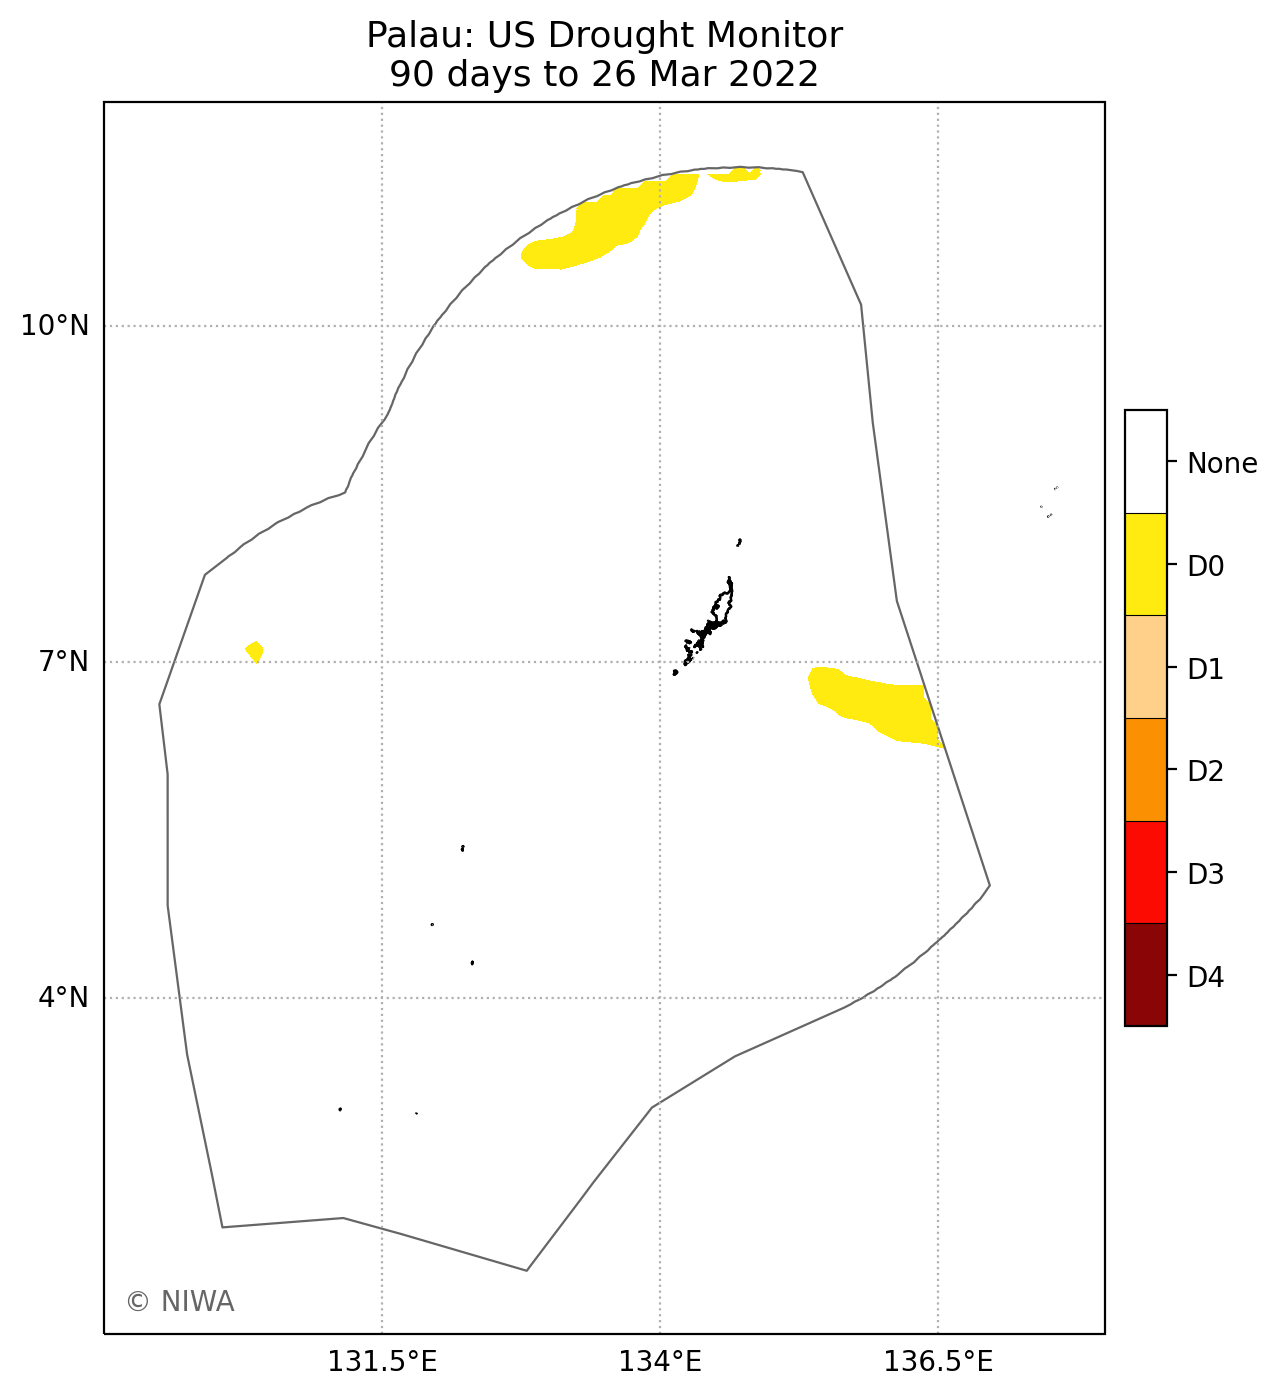 Palau: US Drought Monitor
90 days to 26 Mar 2022
10°N
7°N
4°N
131.5°E
134°E
136.5°E
None
D0
D1
D2
D3
D4
© NIWA